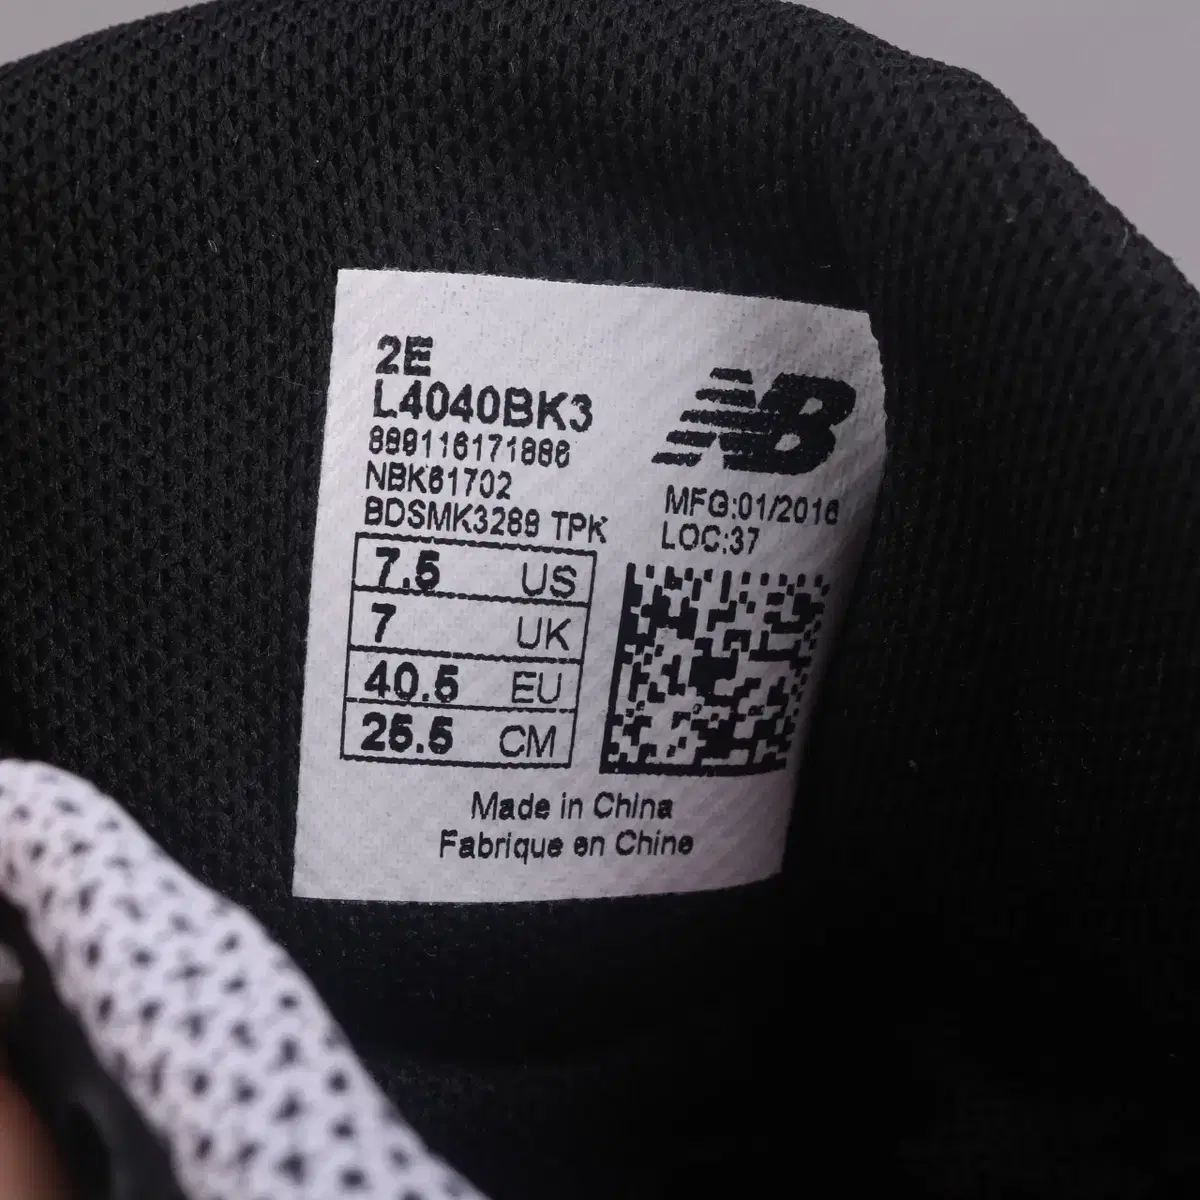 2E
L4040BK3
889116171886
NBK61702
BDSMK3289 TPK
NB
MFG:01/2016
LOC:37
7.5 US
7 UK
40.5 EU
25.5 CM
Made in China
Fabrique en Chine